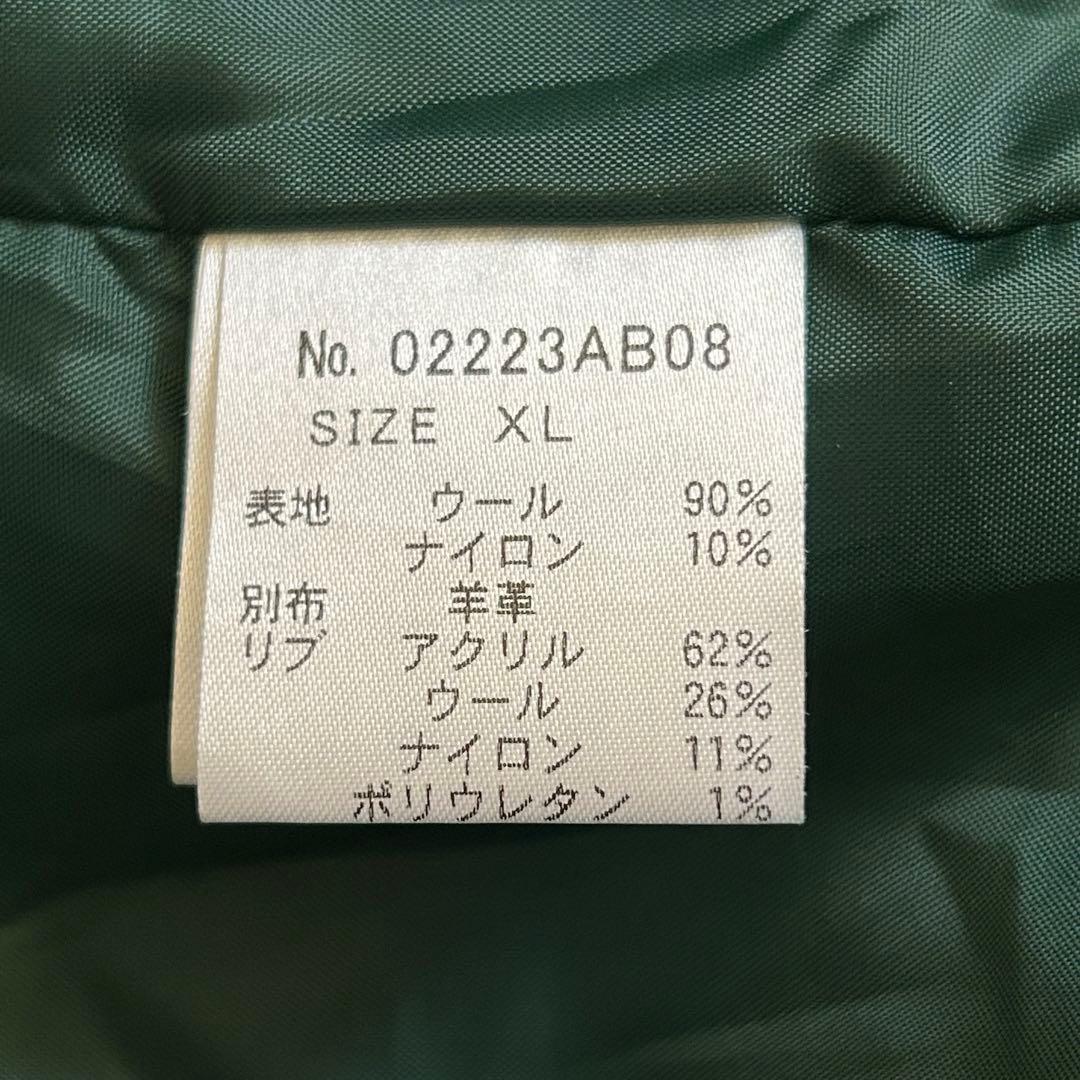 No. 02223AB08
SIZE XL
表地 ウール 90%
ナイロン 10%
別布 羊革
リブ アクリル 62%
ウール 26%
ナイロン 11%
ポリウレタン 1%